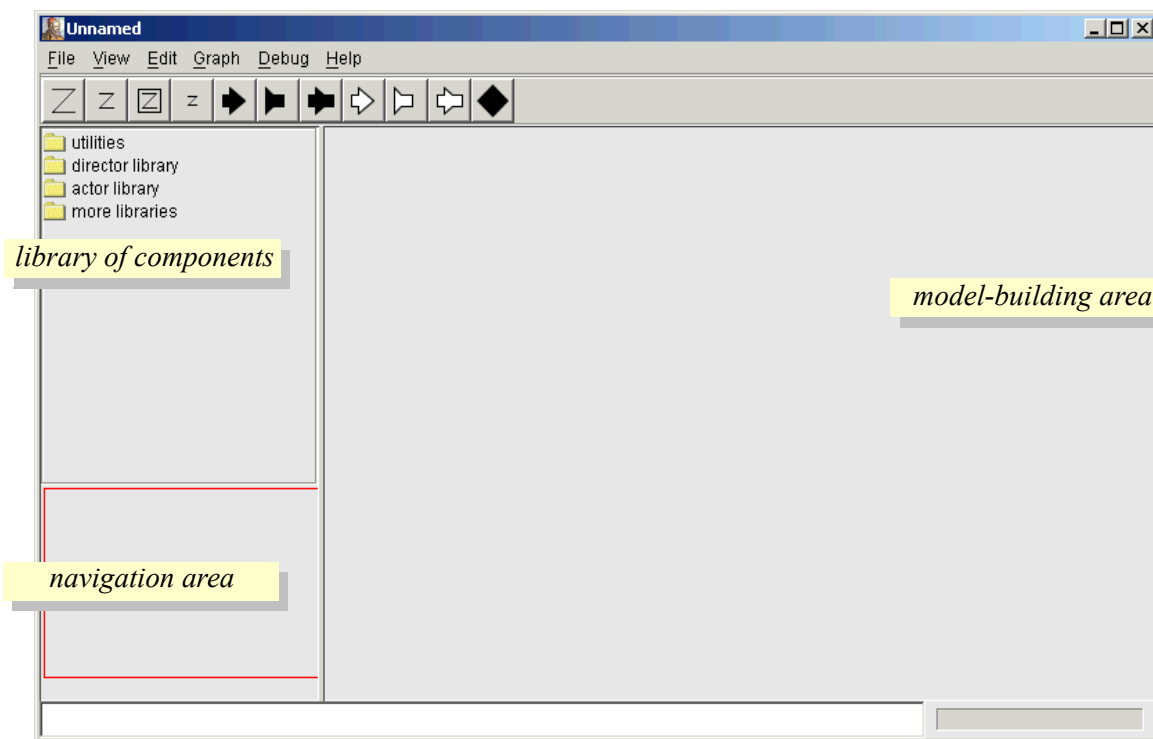 Unnamed
File View Edit Graph Debug Help
Z Z Z z
utilities
director library
actor library
more libraries
library of components
model-building area
navigation area